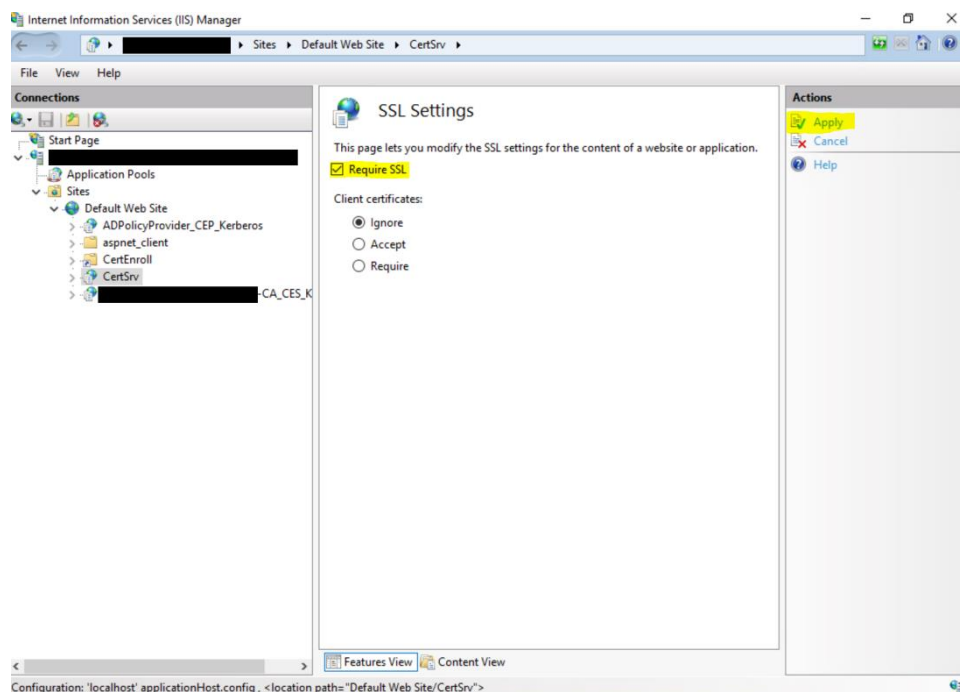 Internet Information Services (IIS) Manager
Sites Default Web Site CertSrv
File View Help
Connections
Start Page
Application Pools
Sites
Default Web Site
ADPolicyProvider_CEP_Kerberos
aspnet_client
CertEnroll
CertSrv
-CA_CES_K
SSL Settings
This page lets you modify the SSL settings for the content of a website or application.
Require SSL
Client certificates:
Ignore
Accept
Require
Features View Content View
Actions
Apply
Cancel
Help
Configuration: 'localhost' applicationHost.config , <location path="Default Web Site/CertSrv">